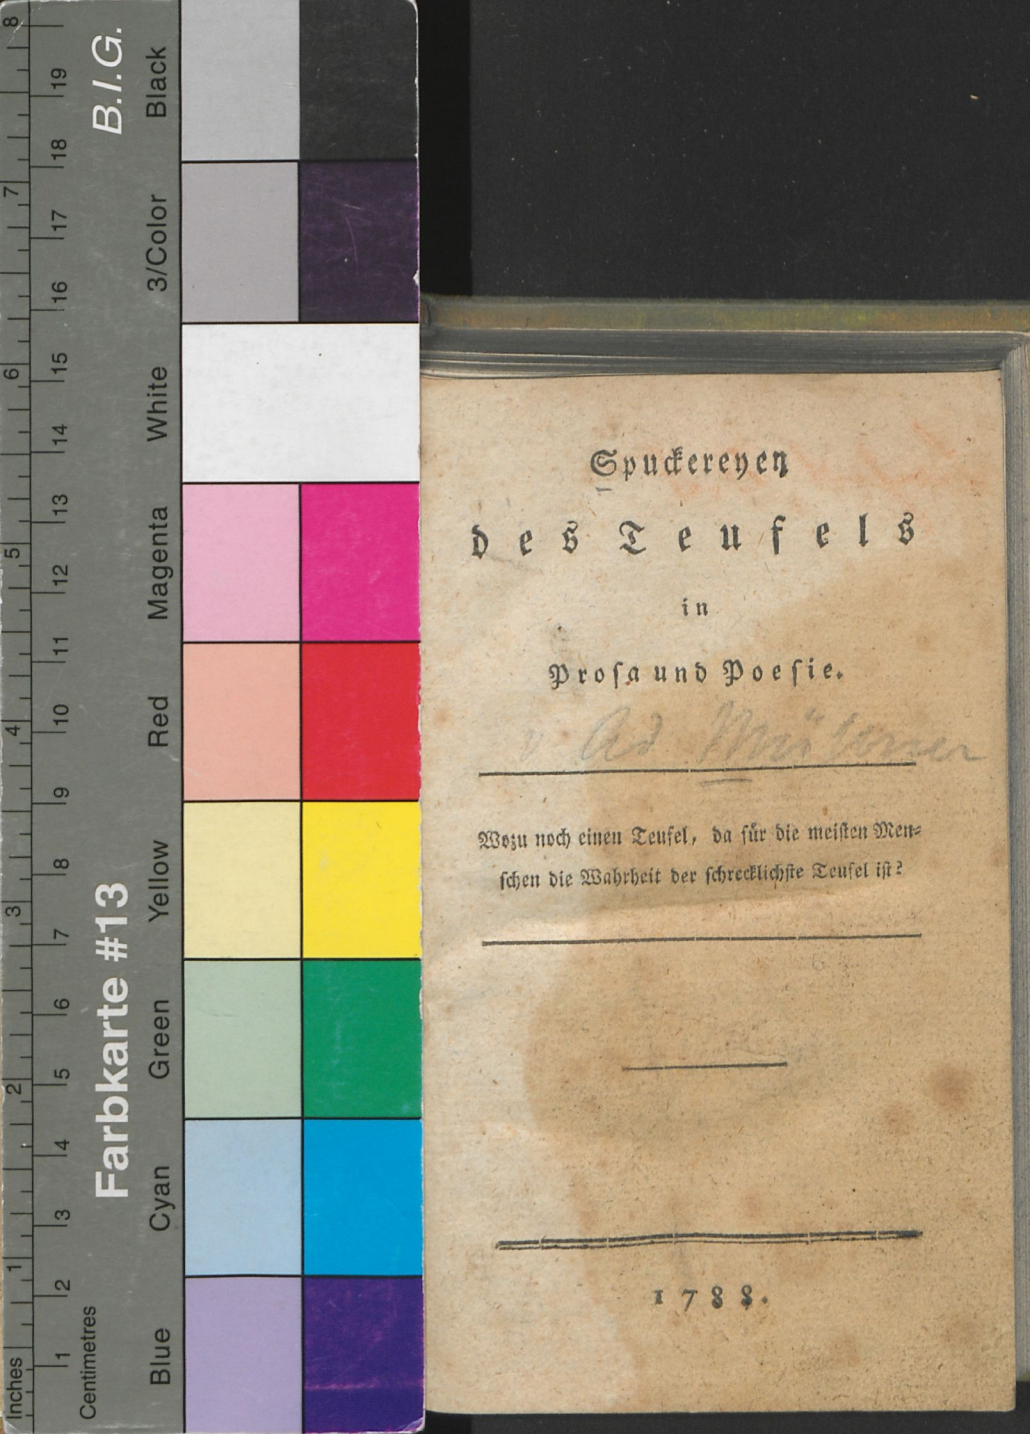 Spuckereyen
des Teufels
in
Proſa und Poeſie.
v Ad
Wozu noch einen Teufel, da für die meiſten Men⸗
ſchen die Wahrheit der ſchrecklichſte Teufel iſt?
1788.
B.I.G.
Farbkarte #13
Black
3/Color
White
Magenta
Red
Yellow
Green
Cyan
Blue
Centimetres
1 2 3 4 5 6 7 8 9 10 11 12 13 14 15 16 17 18 19
Inches
1 2 3 4 5 6 7 8